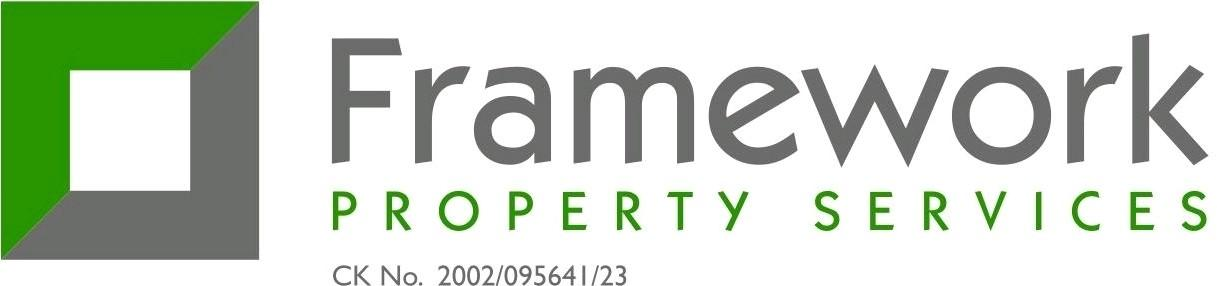 Framework
PROPERTY SERVICES
CK No. 2002/095641/23